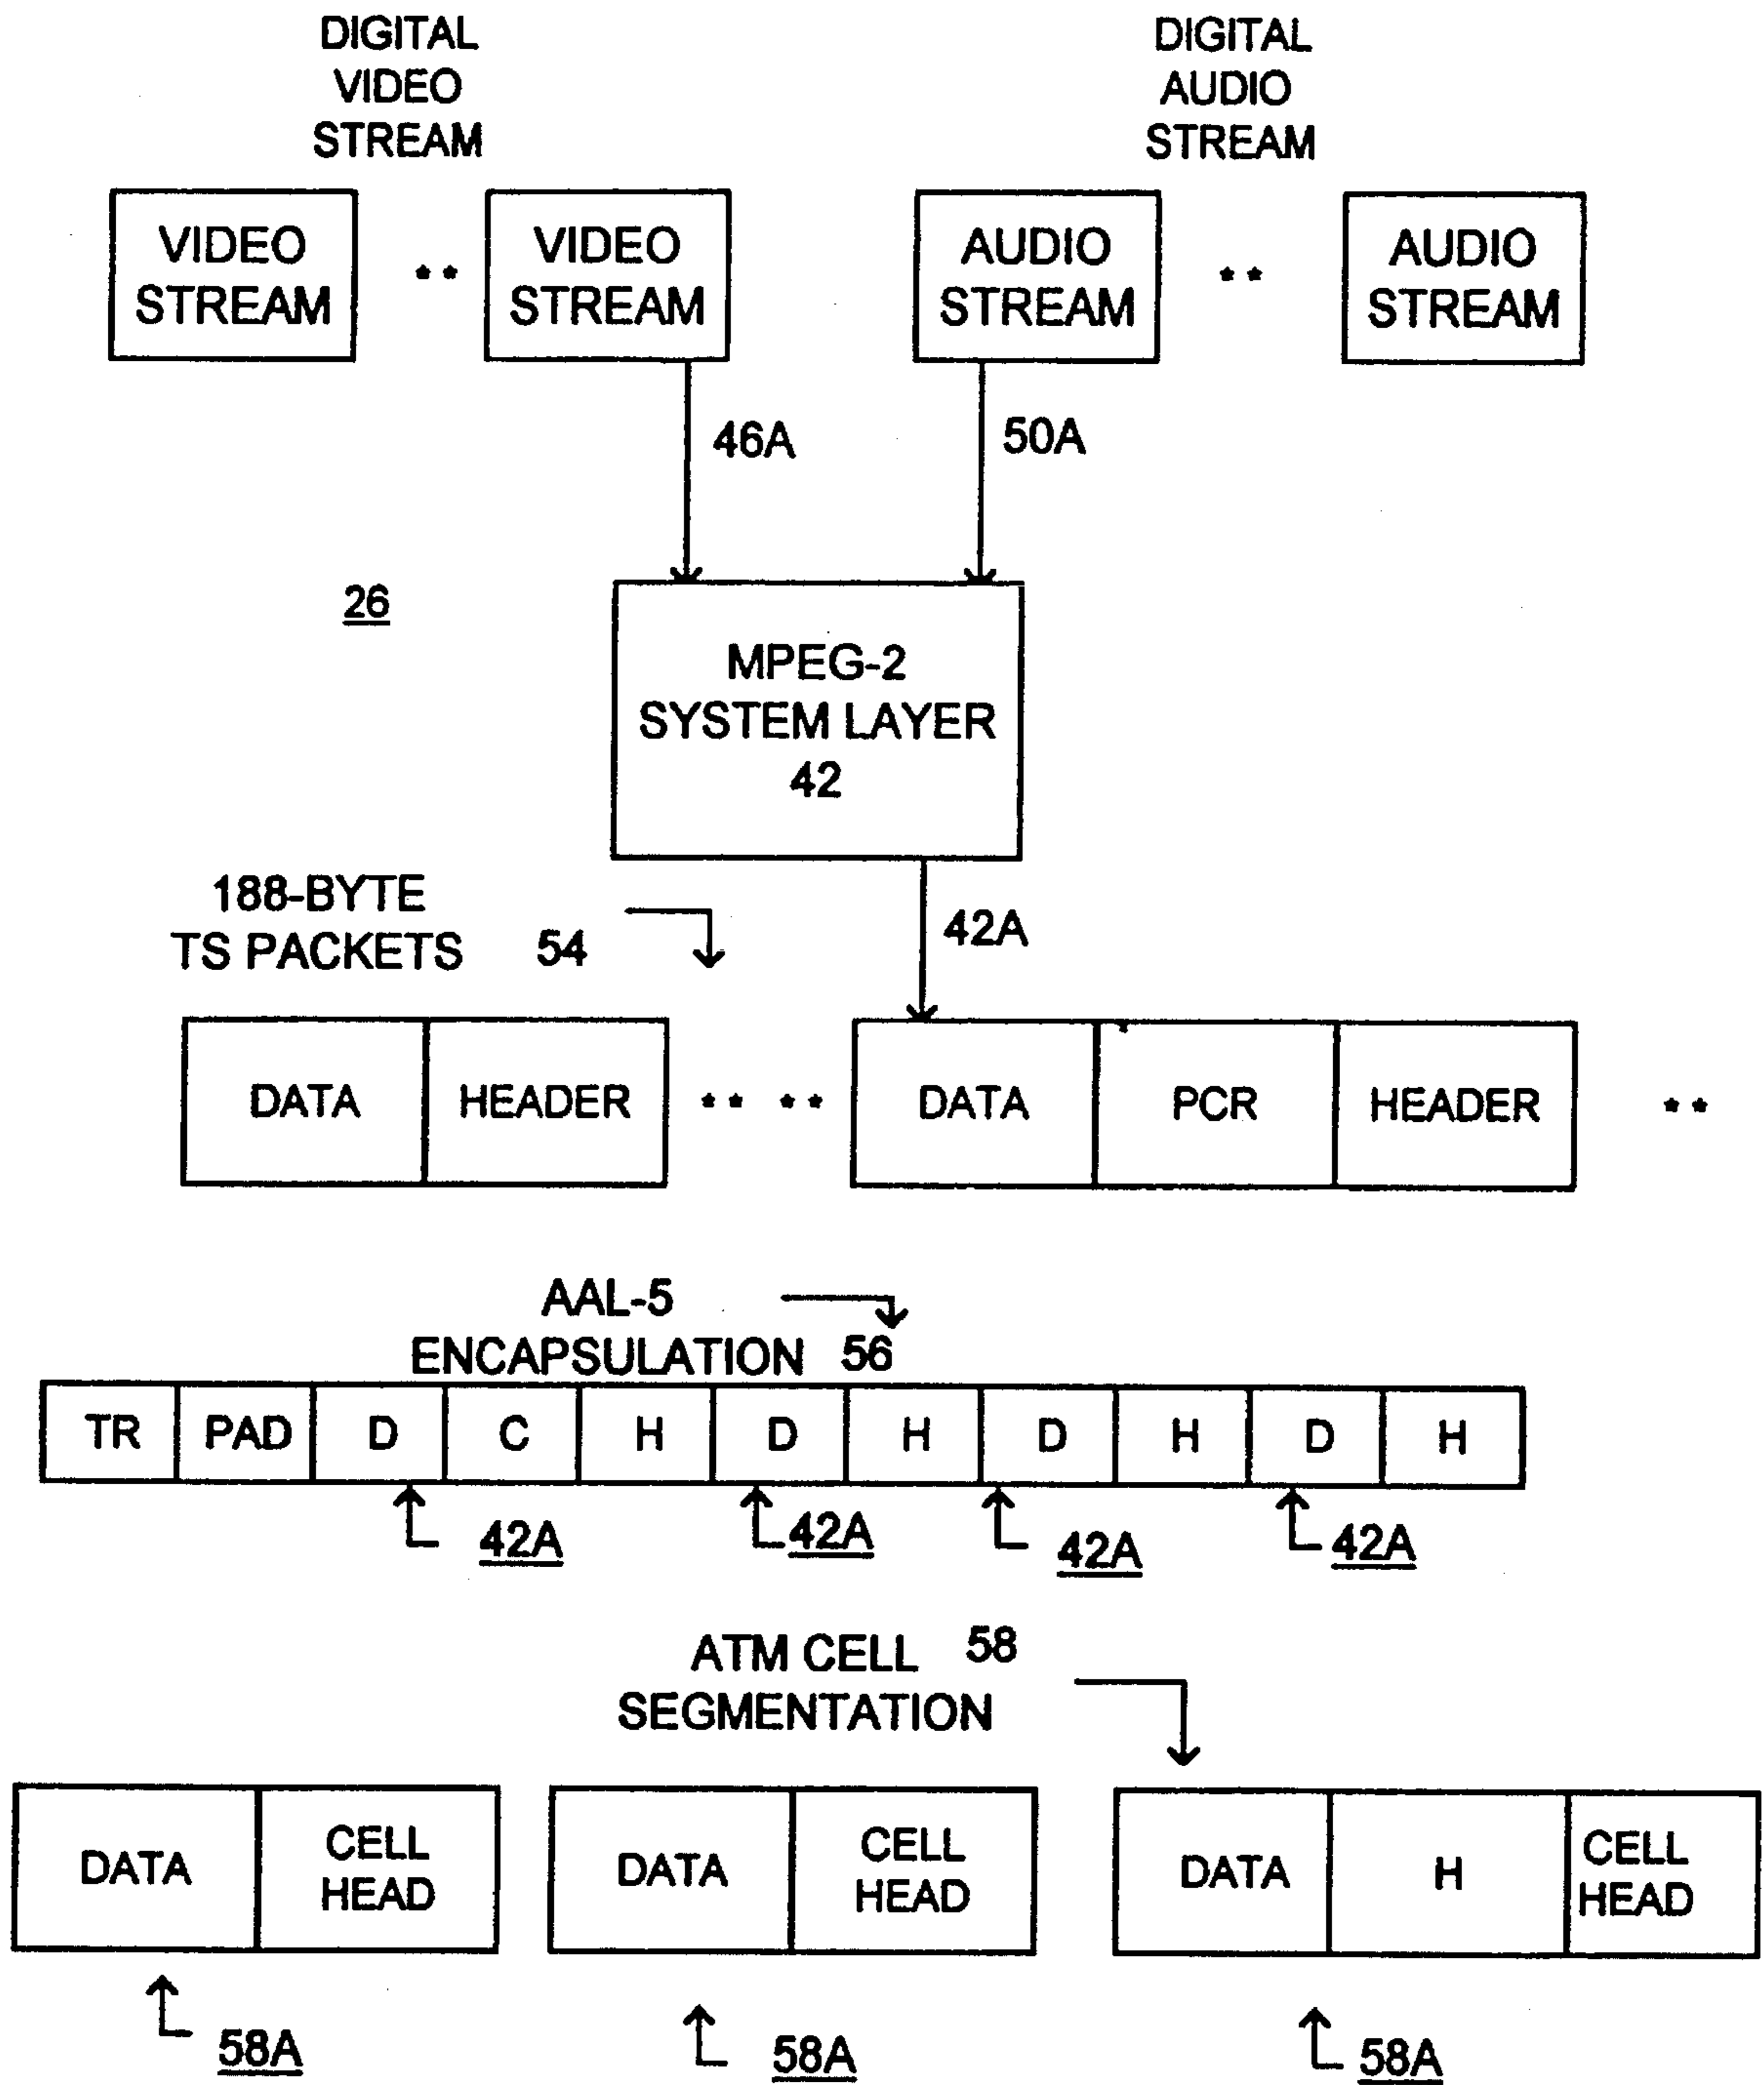 DIGITAL
VIDEO
STREAM
DIGITAL
AUDIO
STREAM
VIDEO
STREAM
**
VIDEO
STREAM
AUDIO
STREAM
**
AUDIO
STREAM
46A
50A
26
MPEG-2
SYSTEM LAYER
42
188-BYTE
TS PACKETS 54
42A
DATA HEADER ** ** DATA PCR HEADER **
AAL-5
ENCAPSULATION 56
TR PAD D C H D H D H D H
42A 42A 42A 42A
ATM CELL 58
SEGMENTATION
DATA
CELL
HEAD
DATA
CELL
HEAD
DATA
H
CELL
HEAD
58A 58A 58A